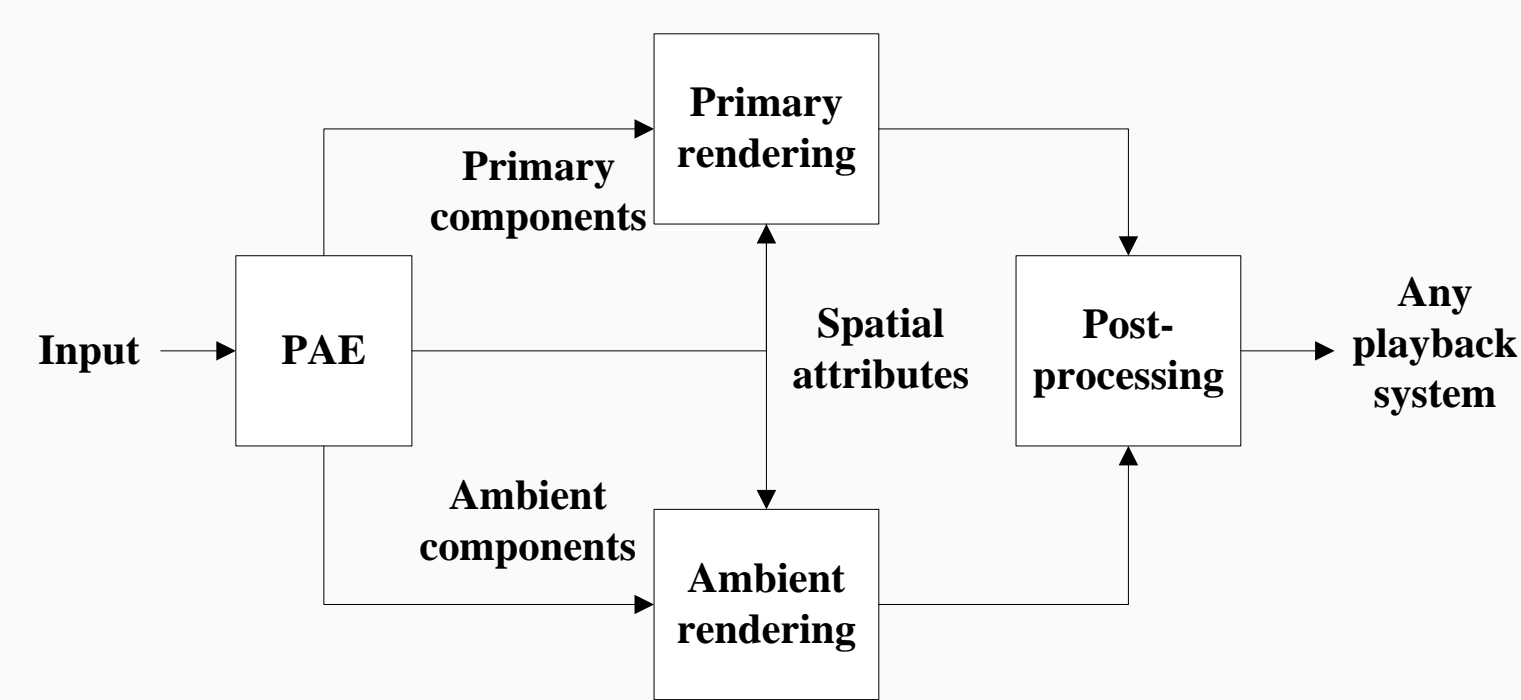 Input
PAE
Primary
components
Ambient
components
Primary
rendering
Spatial
attributes
Ambient
rendering
Post-
processing
Any
playback
system